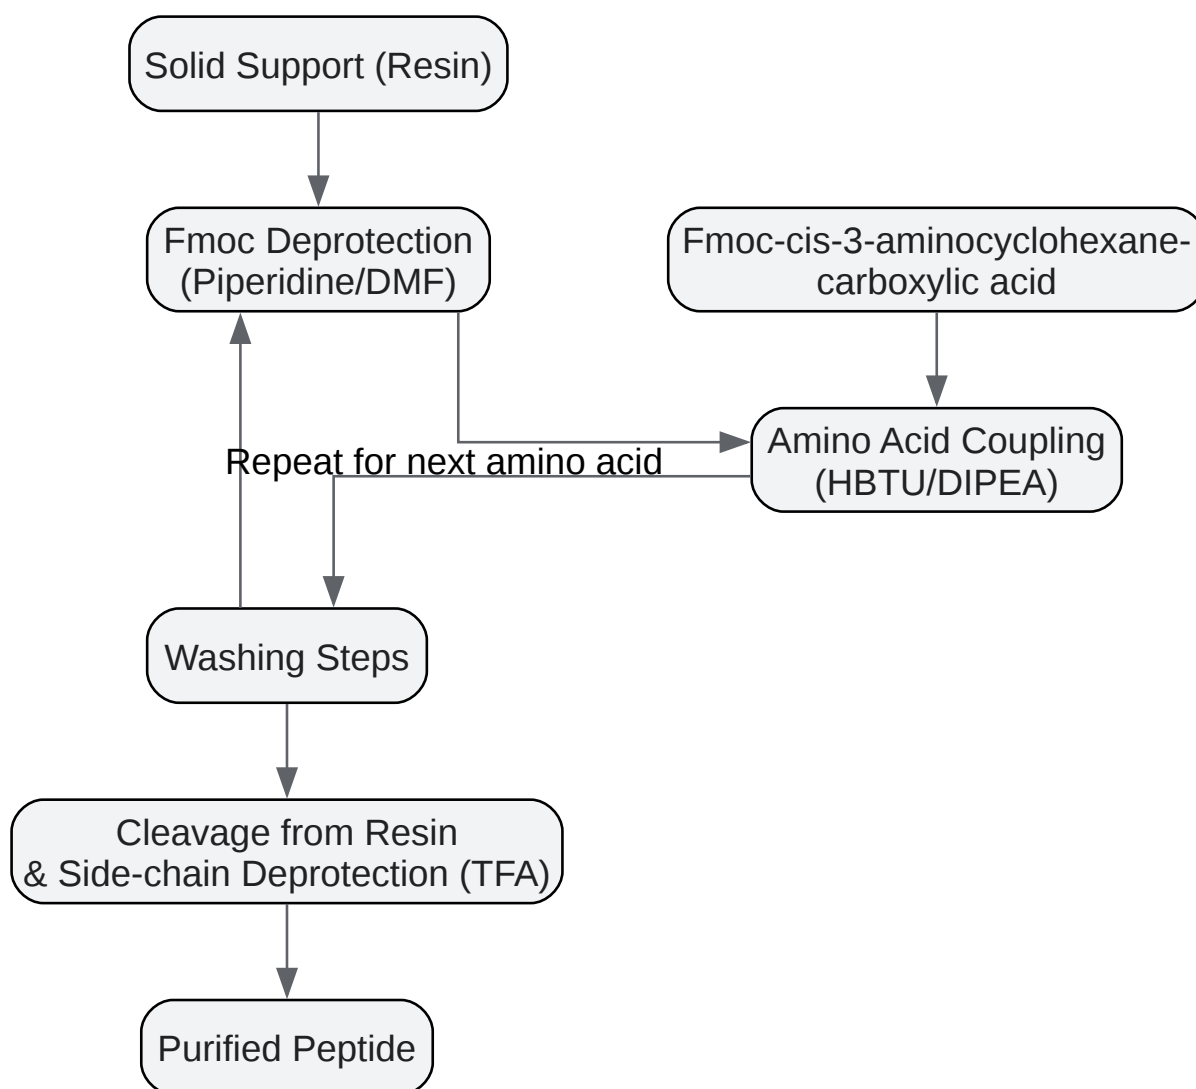 Solid Support (Resin)
Fmoc Deprotection
(Piperidine/DMF)
Fmoc-cis-3-aminocyclohexane-
carboxylic acid
Amino Acid Coupling
(HBTU/DIPEA)
Repeat for next amino acid
Washing Steps
Cleavage from Resin
& Side-chain Deprotection (TFA)
Purified Peptide